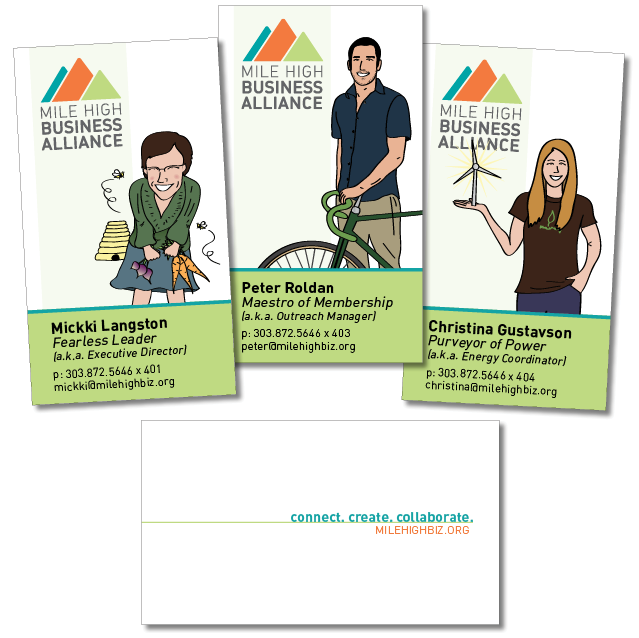 MILE HIGH
BUSINESS
ALLIANCE
Mickki Langston
Fearless Leader
(a.k.a. Executive Director)
p: 303.872.5646 x 401
mickki@milehighbiz.org
MILE HIGH
BUSINESS
ALLIANCE
Peter Roldan
Maestro of Membership
(a.k.a. Outreach Manager)
p: 303.872.5646 x 403
peter@milehighbiz.org
MILE HIGH
BUSINESS
ALLIANCE
Christina Gustavson
Purveyor of Power
(a.k.a. Energy Coordinator)
p: 303.872.5646 x 404
christina@milehighbiz.org
connect. create. collaborate.
MILEHIGHBIZ.ORG